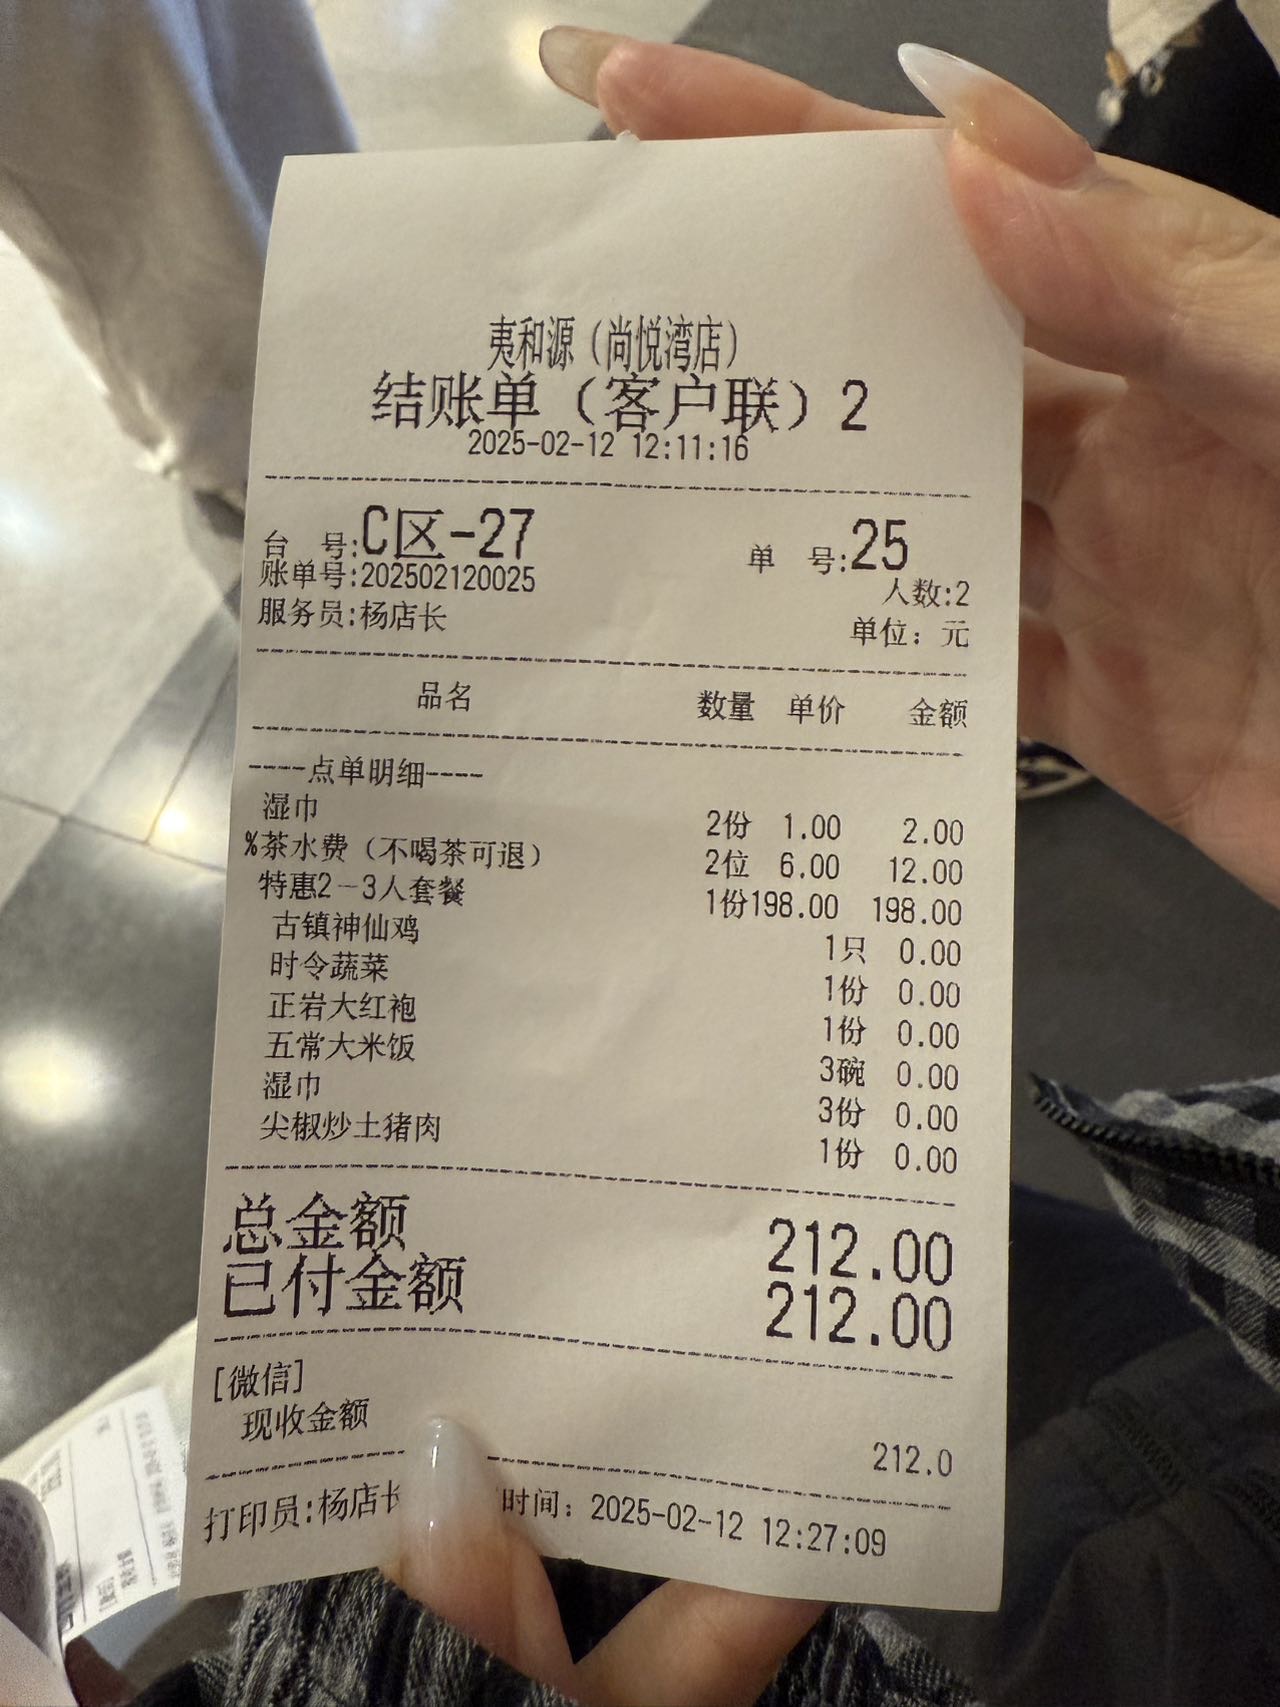 夷和源（尚悦湾店）
结账单（客户联）2
2025-02-12 12:11:16
台 号:C区-27 单 号:25
账单号:202502120025 人数:2
服务员:杨店长 单位：元
品名 数量 单价 金额
----点单明细----
湿巾 2份 1.00 2.00
%茶水费（不喝茶可退） 2位 6.00 12.00
特惠2-3人套餐 1份198.00 198.00
古镇神仙鸡 1只 0.00
时令蔬菜 1份 0.00
正岩大红袍 1份 0.00
五常大米饭 3碗 0.00
湿巾 3份 0.00
尖椒炒土猪肉 1份 0.00
总金额 212.00
已付金额 212.00
[微信]
现收金额 212.0
打印员:杨店长 时间：2025-02-12 12:27:09